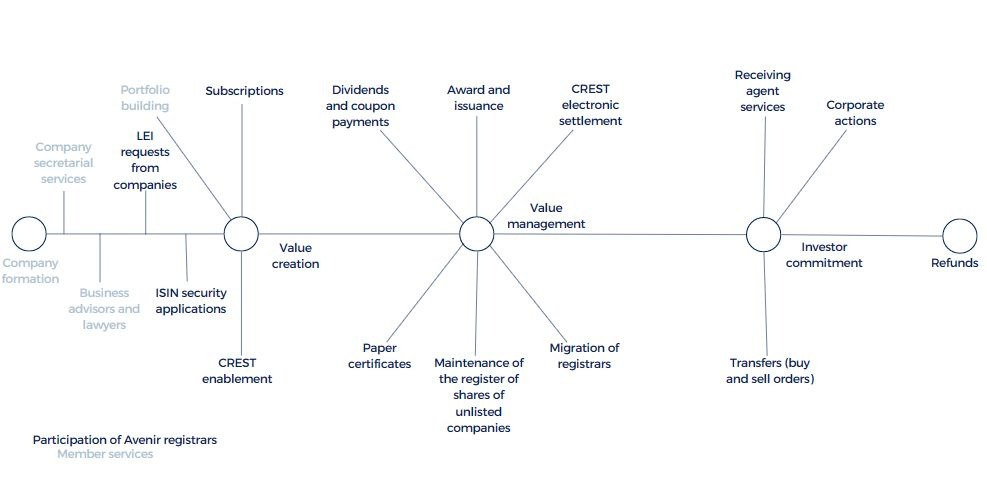 Portfolio
building
Subscriptions
Dividends
and coupon
payments
Award and
issuance
CREST
electronic
settlement
Receiving
agent
services
Corporate
actions
Company
secretarial
services
LEI
requests
from
companies
Value
management
Company
formation
Value
creation
Investor
commitment
Refunds
Business
advisors and
lawyers
ISIN security
applications
CREST
enablement
Paper
certificates
Maintenance of
the register of
shares of
unlisted
companies
Migration of
registrars
Transfers (buy
and sell orders)
Participation of Avenir registrars
Member services